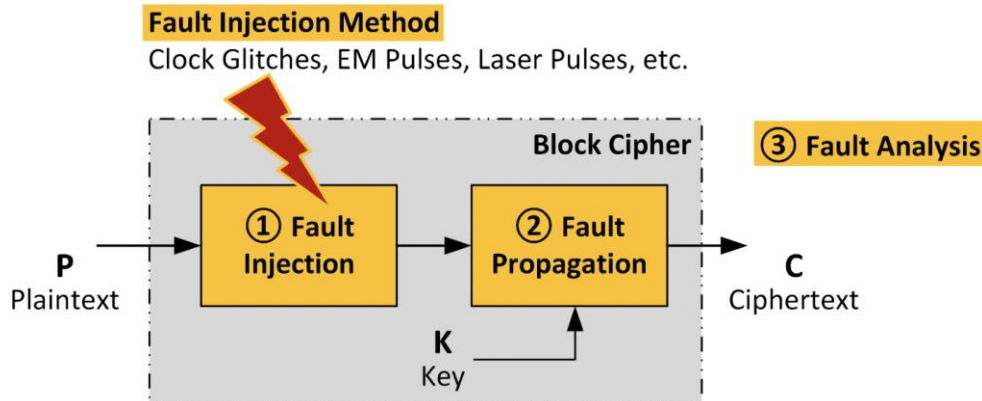 Fault Injection Method
Clock Glitches, EM Pulses, Laser Pulses, etc.
Block Cipher
③ Fault Analysis
① Fault
Injection
② Fault
Propagation
P
Plaintext
C
Ciphertext
K
Key